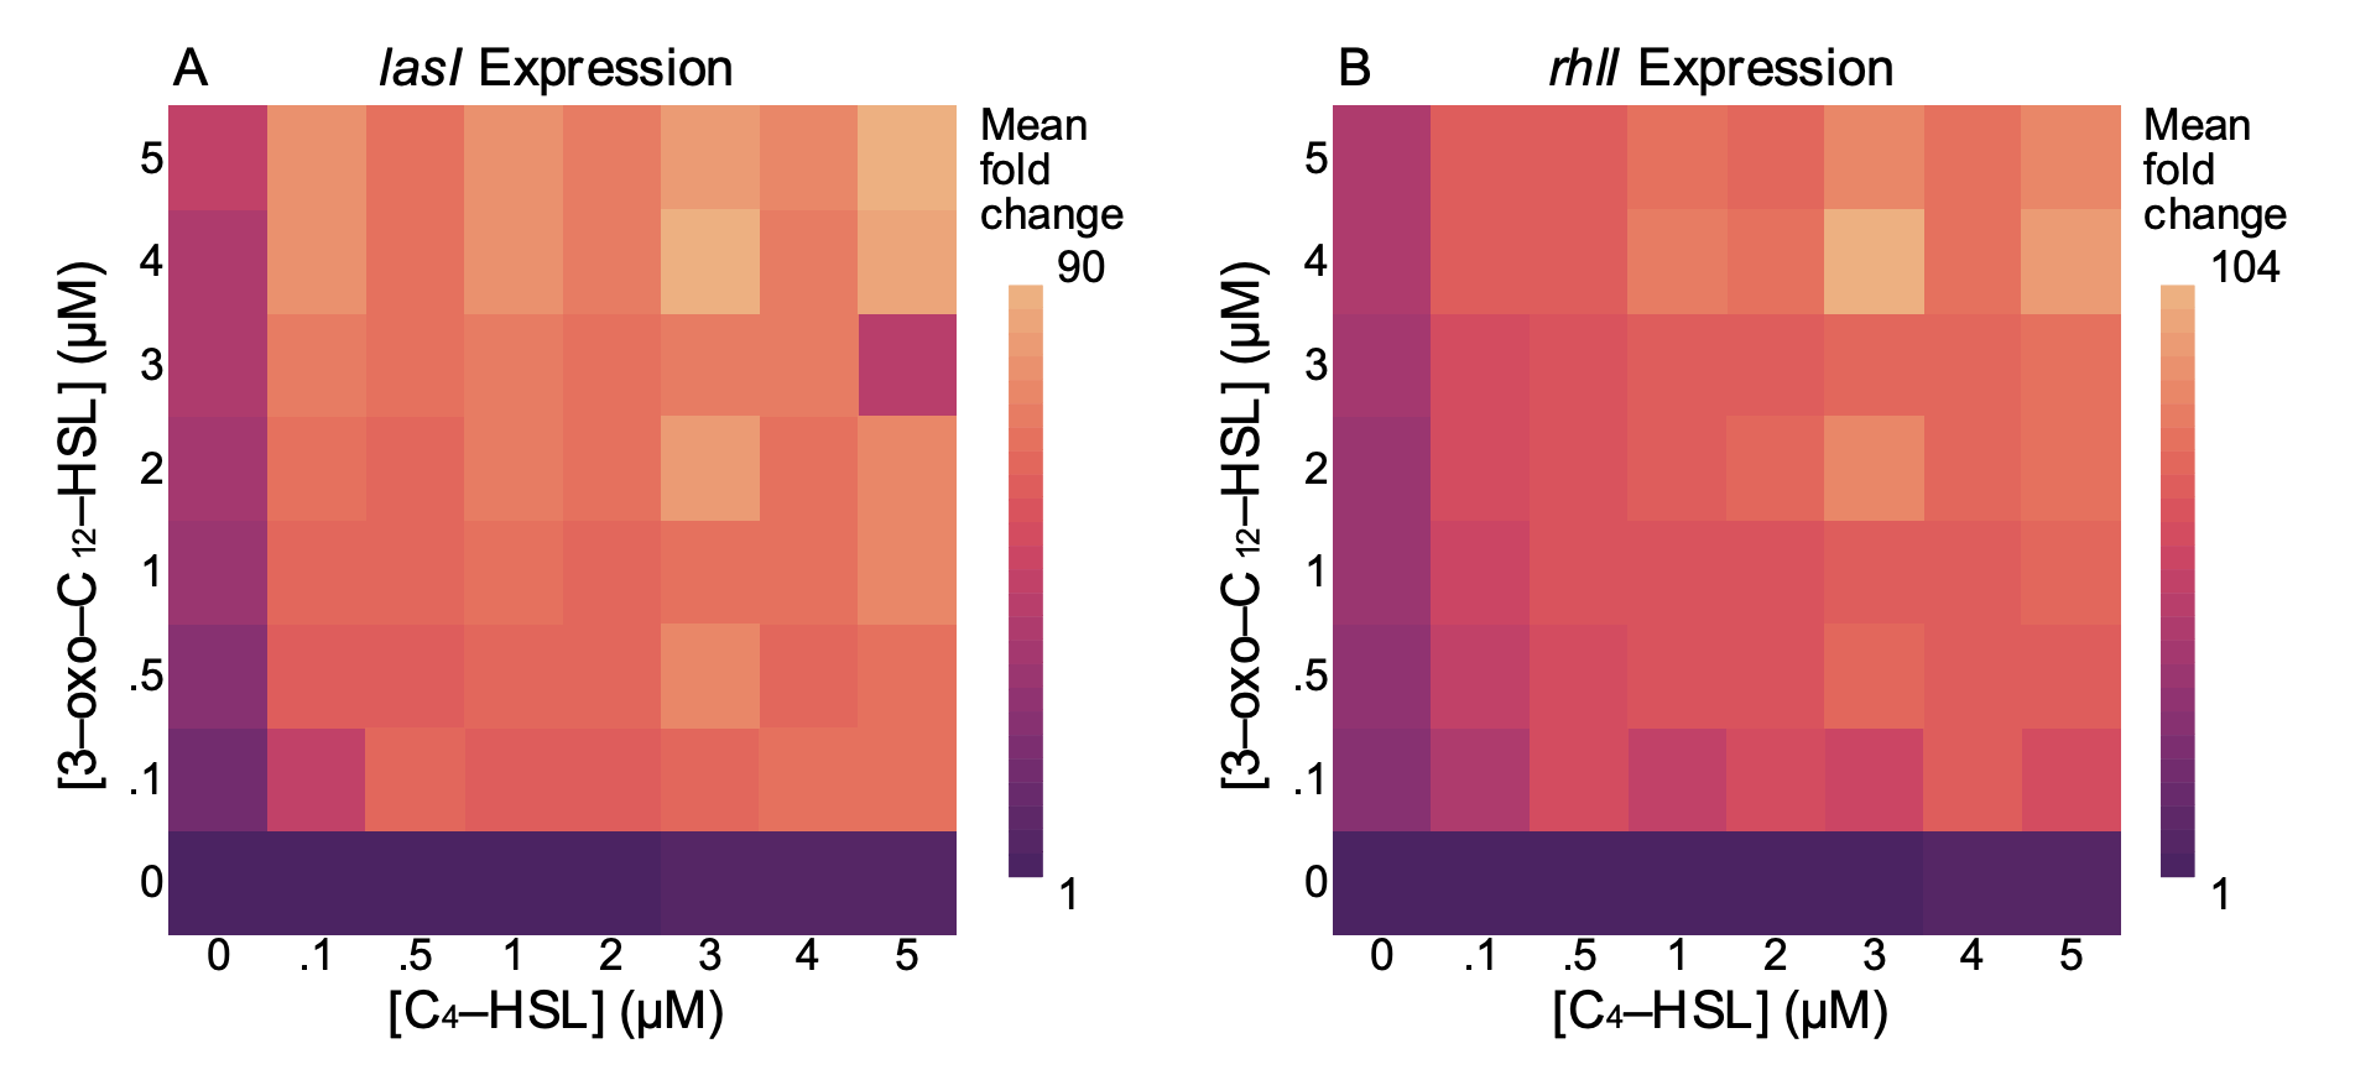 A
lasI Expression
5
4
3
2
1
.5
.1
0
[3–oxo–C 12–HSL] (µM)
0 .1 .5 1 2 3 4 5
[C4–HSL] (µM)
Mean
fold
change
90
1
B
rhlI Expression
5
4
3
2
1
.5
.1
0
[3–oxo–C 12–HSL] (µM)
0 .1 .5 1 2 3 4 5
[C4–HSL] (µM)
Mean
fold
change
104
1